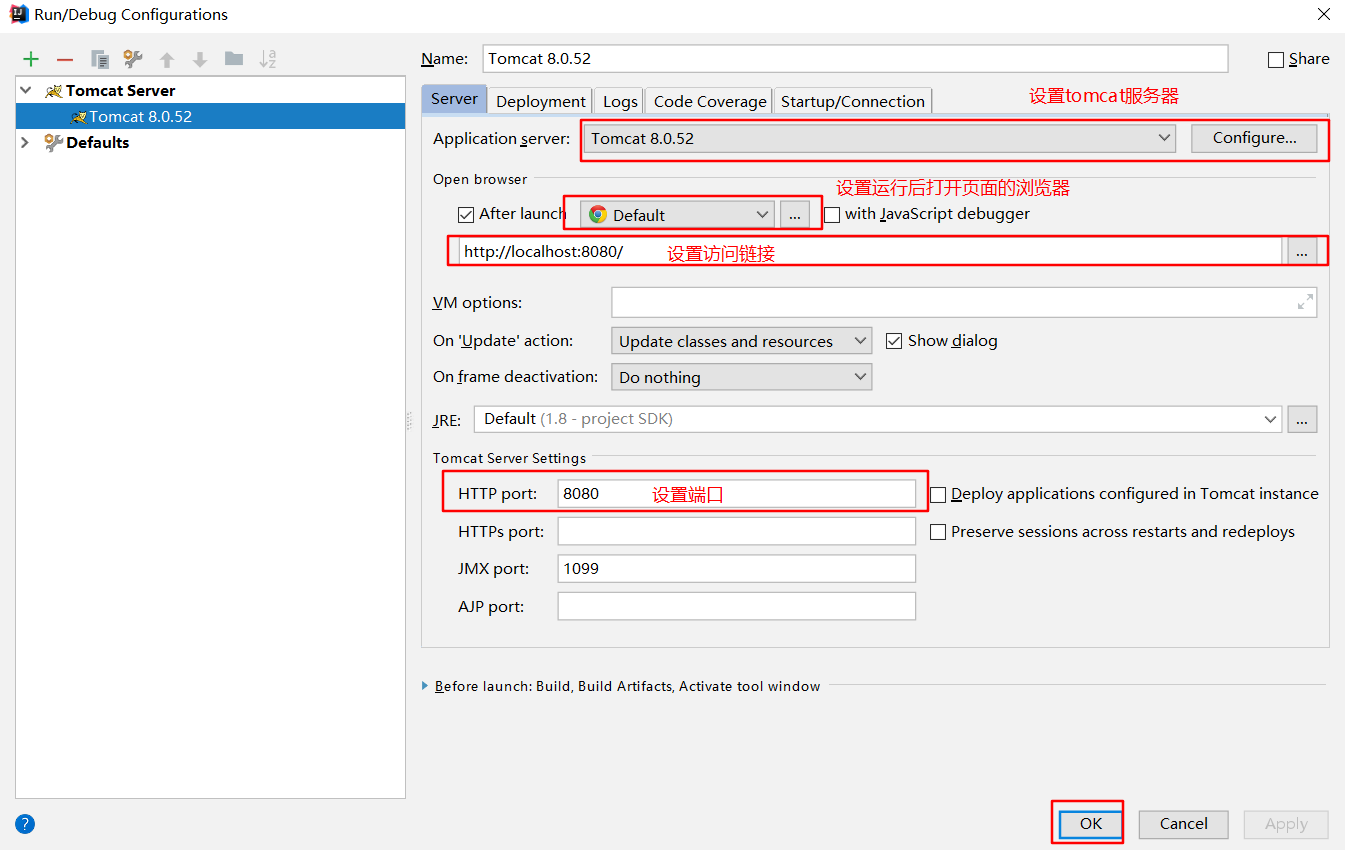 Run/Debug Configurations
Name: Tomcat 8.0.52 Share
Tomcat Server
Tomcat 8.0.52
Defaults
Server Deployment Logs Code Coverage Startup/Connection
设置tomcat服务器
Application server: Tomcat 8.0.52 Configure...
Open browser
设置运行后打开页面的浏览器
After launch Default ... with JavaScript debugger
http://localhost:8080/ 设置访问链接 ...
VM options:
On 'Update' action: Update classes and resources Show dialog
On frame deactivation: Do nothing
JRE: Default (1.8 - project SDK) ...
Tomcat Server Settings
HTTP port: 8080 设置端口 Deploy applications configured in Tomcat instance
HTTPs port: Preserve sessions across restarts and redeploys
JMX port: 1099
AJP port:
Before launch: Build, Build Artifacts, Activate tool window
? OK Cancel Apply